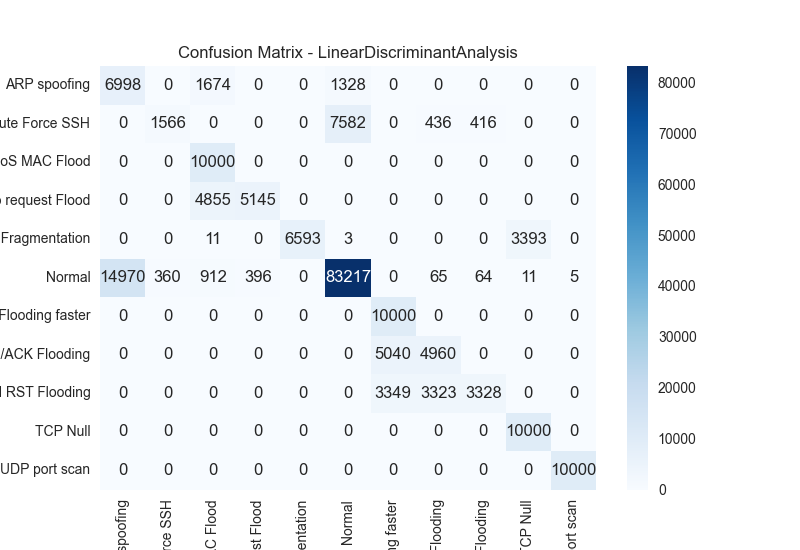 Confusion Matrix - LinearDiscriminantAnalysis
ARP spoofing 6998 0 1674 0 0 1328 0 0 0 0 0
ute Force SSH 0 1566 0 0 0 7582 0 436 416 0 0
oS MAC Flood 0 0 10000 0 0 0 0 0 0 0 0
request Flood 0 0 4855 5145 0 0 0 0 0 0 0
Fragmentation 0 0 11 0 6593 3 0 0 0 3393 0
Normal 14970 360 912 396 0 83217 0 65 64 11 5
Flooding faster 0 0 0 0 0 0 10000 0 0 0 0
/ACK Flooding 0 0 0 0 0 0 5040 4960 0 0 0
RST Flooding 0 0 0 0 0 0 3349 3323 3328 0 0
TCP Null 0 0 0 0 0 0 0 0 0 10000 0
UDP port scan 0 0 0 0 0 0 0 0 0 0 10000
spoofing
rce SSH
C Flood
st Flood
entation
Normal
ng faster
Flooding
Flooding
TCP Null
ort scan
80000
70000
60000
50000
40000
30000
20000
10000
0